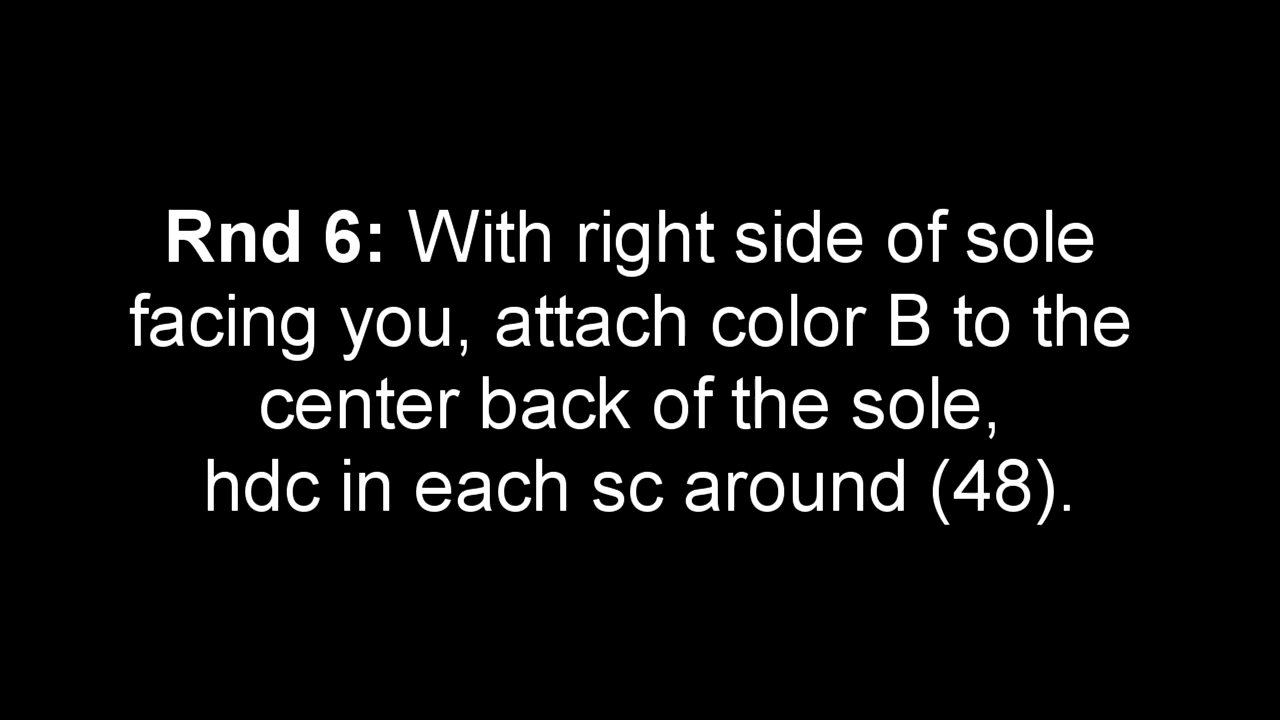 Rnd 6: With right side of sole
facing you, attach color B to the
center back of the sole,
hdc in each sc around (48).